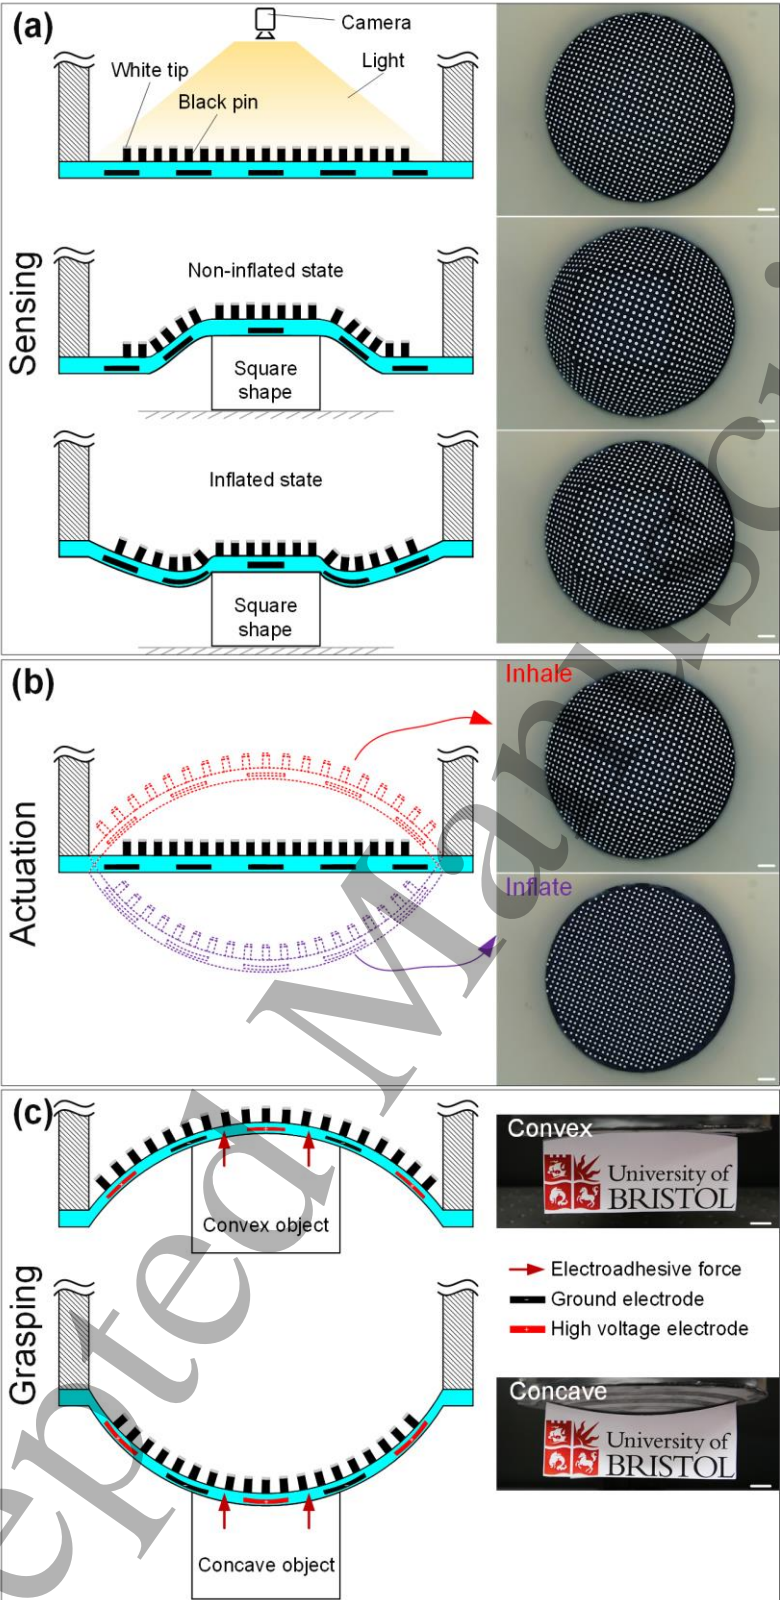 (a)
Camera
White tip
Light
Black pin
Sensing
Non-inflated state
Square
shape
Inflated state
Square
shape
(b)
Inhale
Actuation
Inflate
(c)
Convex
University of
BRISTOL
Convex object
Electroadhesive force
Ground electrode
High voltage electrode
Grasping
Concave
University of
BRISTOL
Concave object
epted Manuscri